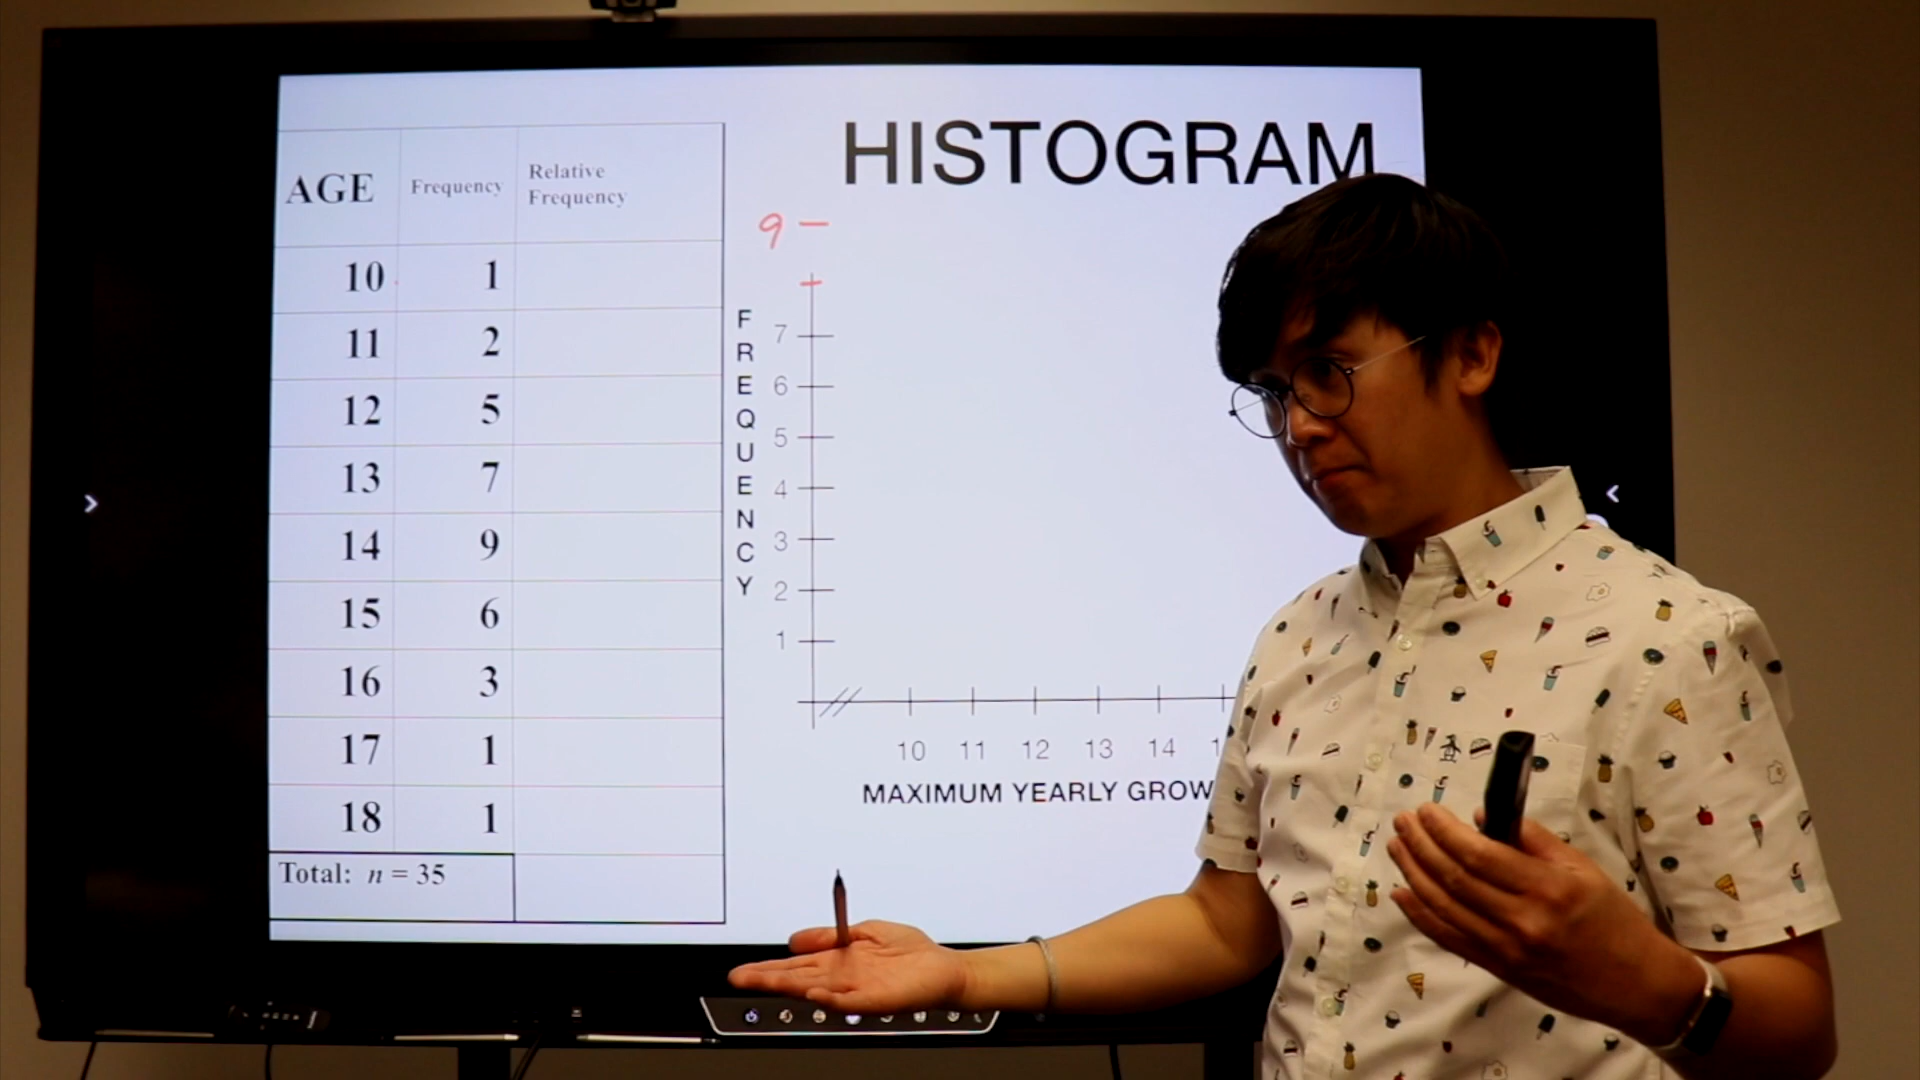 HISTOGRAM
AGE Frequency Relative Frequency
10 1
11 2
12 5
13 7
14 9
15 6
16 3
17 1
18 1
Total: n = 35
9
FREQUENCY
7
6
5
4
3
2
1
10 11 12 13 14
MAXIMUM YEARLY